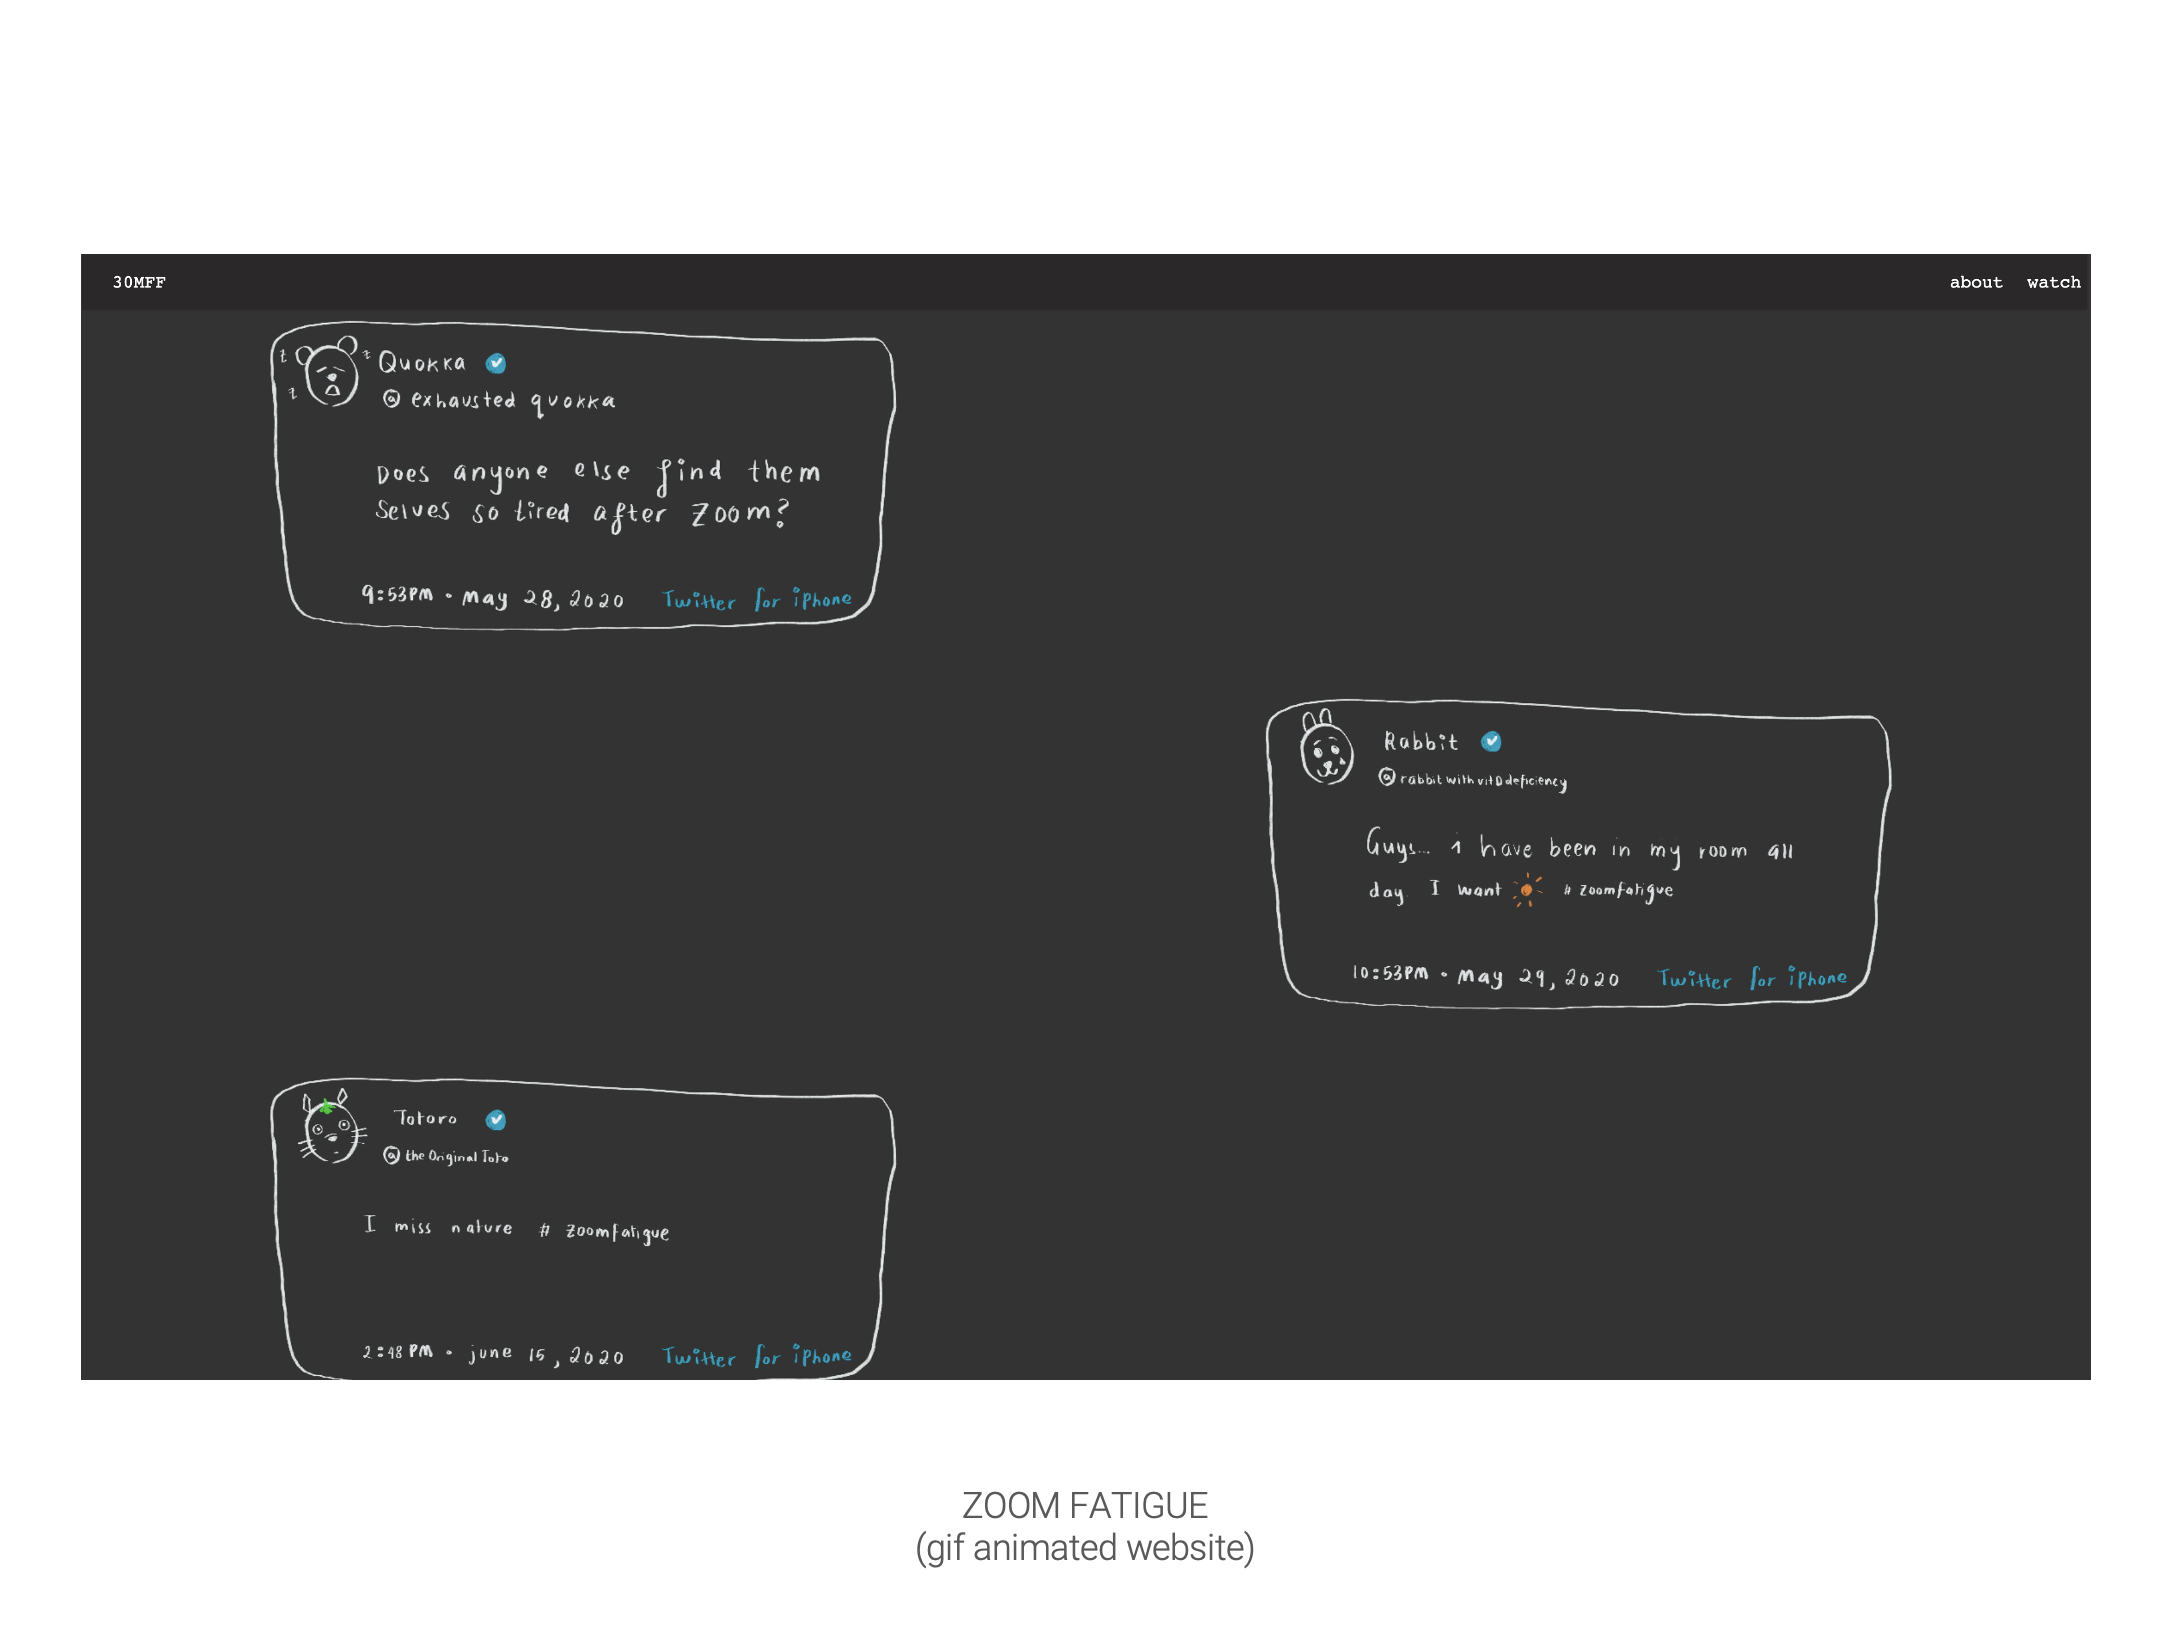 30MFF
about watch
z z
z
Quokka
@ exhausted quokka
Does anyone else find them
selves so tired after zoom?
9:53PM · May 28, 2020 Twitter for iphone
Rabbit
@ rabbit with vit D deficiency
Guys... i have been in my room all
day. I want # zoomfatigue
10:53PM · May 29, 2020 Twitter for iphone
Totoro
@ the Original Toto
I miss nature # zoomfatigue
2:48 PM · june 15, 2020 Twitter for iphone
ZOOM FATIGUE
(gif animated website)